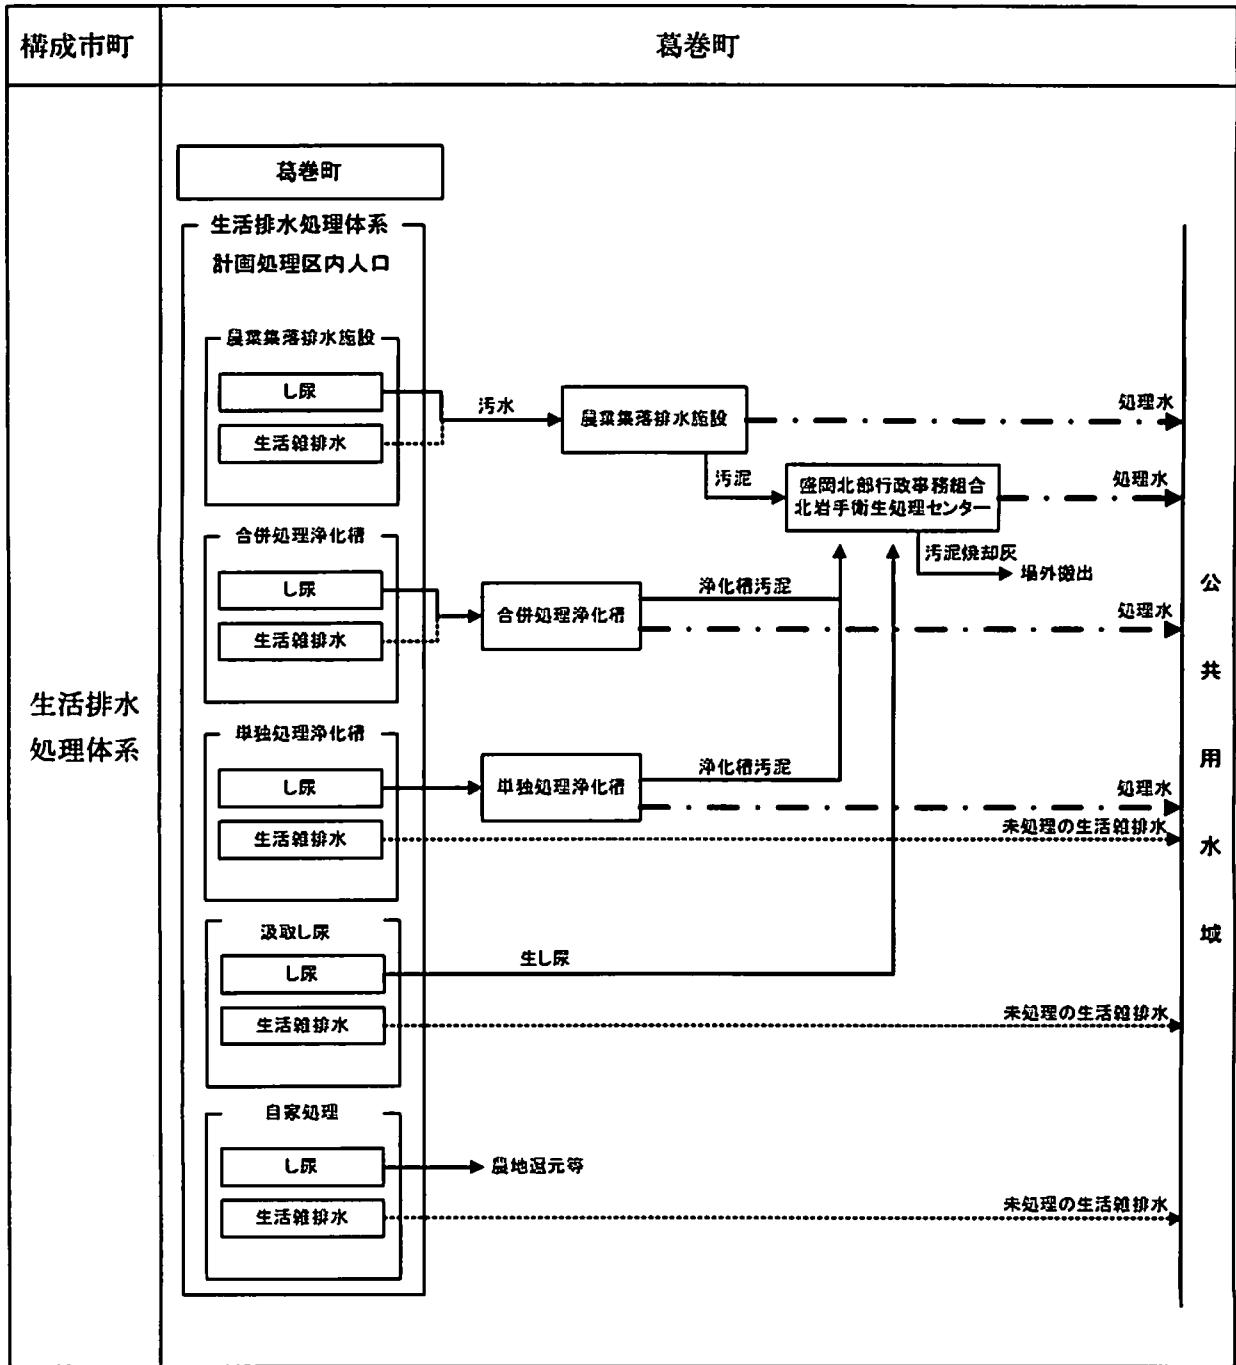 構成市町
葛巻町
葛巻町
生活排水処理体系
計画処理区内人口
農業集落排水施設
し尿
生活雑排水
汚水
農業集落排水施設
処理水
汚泥
盛岡北部行政事務組合
北岩手衛生処理センター
処理水
汚泥焼却灰
場外搬出
合併処理浄化槽
し尿
生活雑排水
合併処理浄化槽
浄化槽汚泥
処理水
単独処理浄化槽
し尿
生活雑排水
単独処理浄化槽
浄化槽汚泥
処理水
未処理の生活雑排水
汲取し尿
し尿
生活雑排水
生し尿
未処理の生活雑排水
自家処理
し尿
生活雑排水
農地還元等
未処理の生活雑排水
公共用水域
生活排水
処理体系